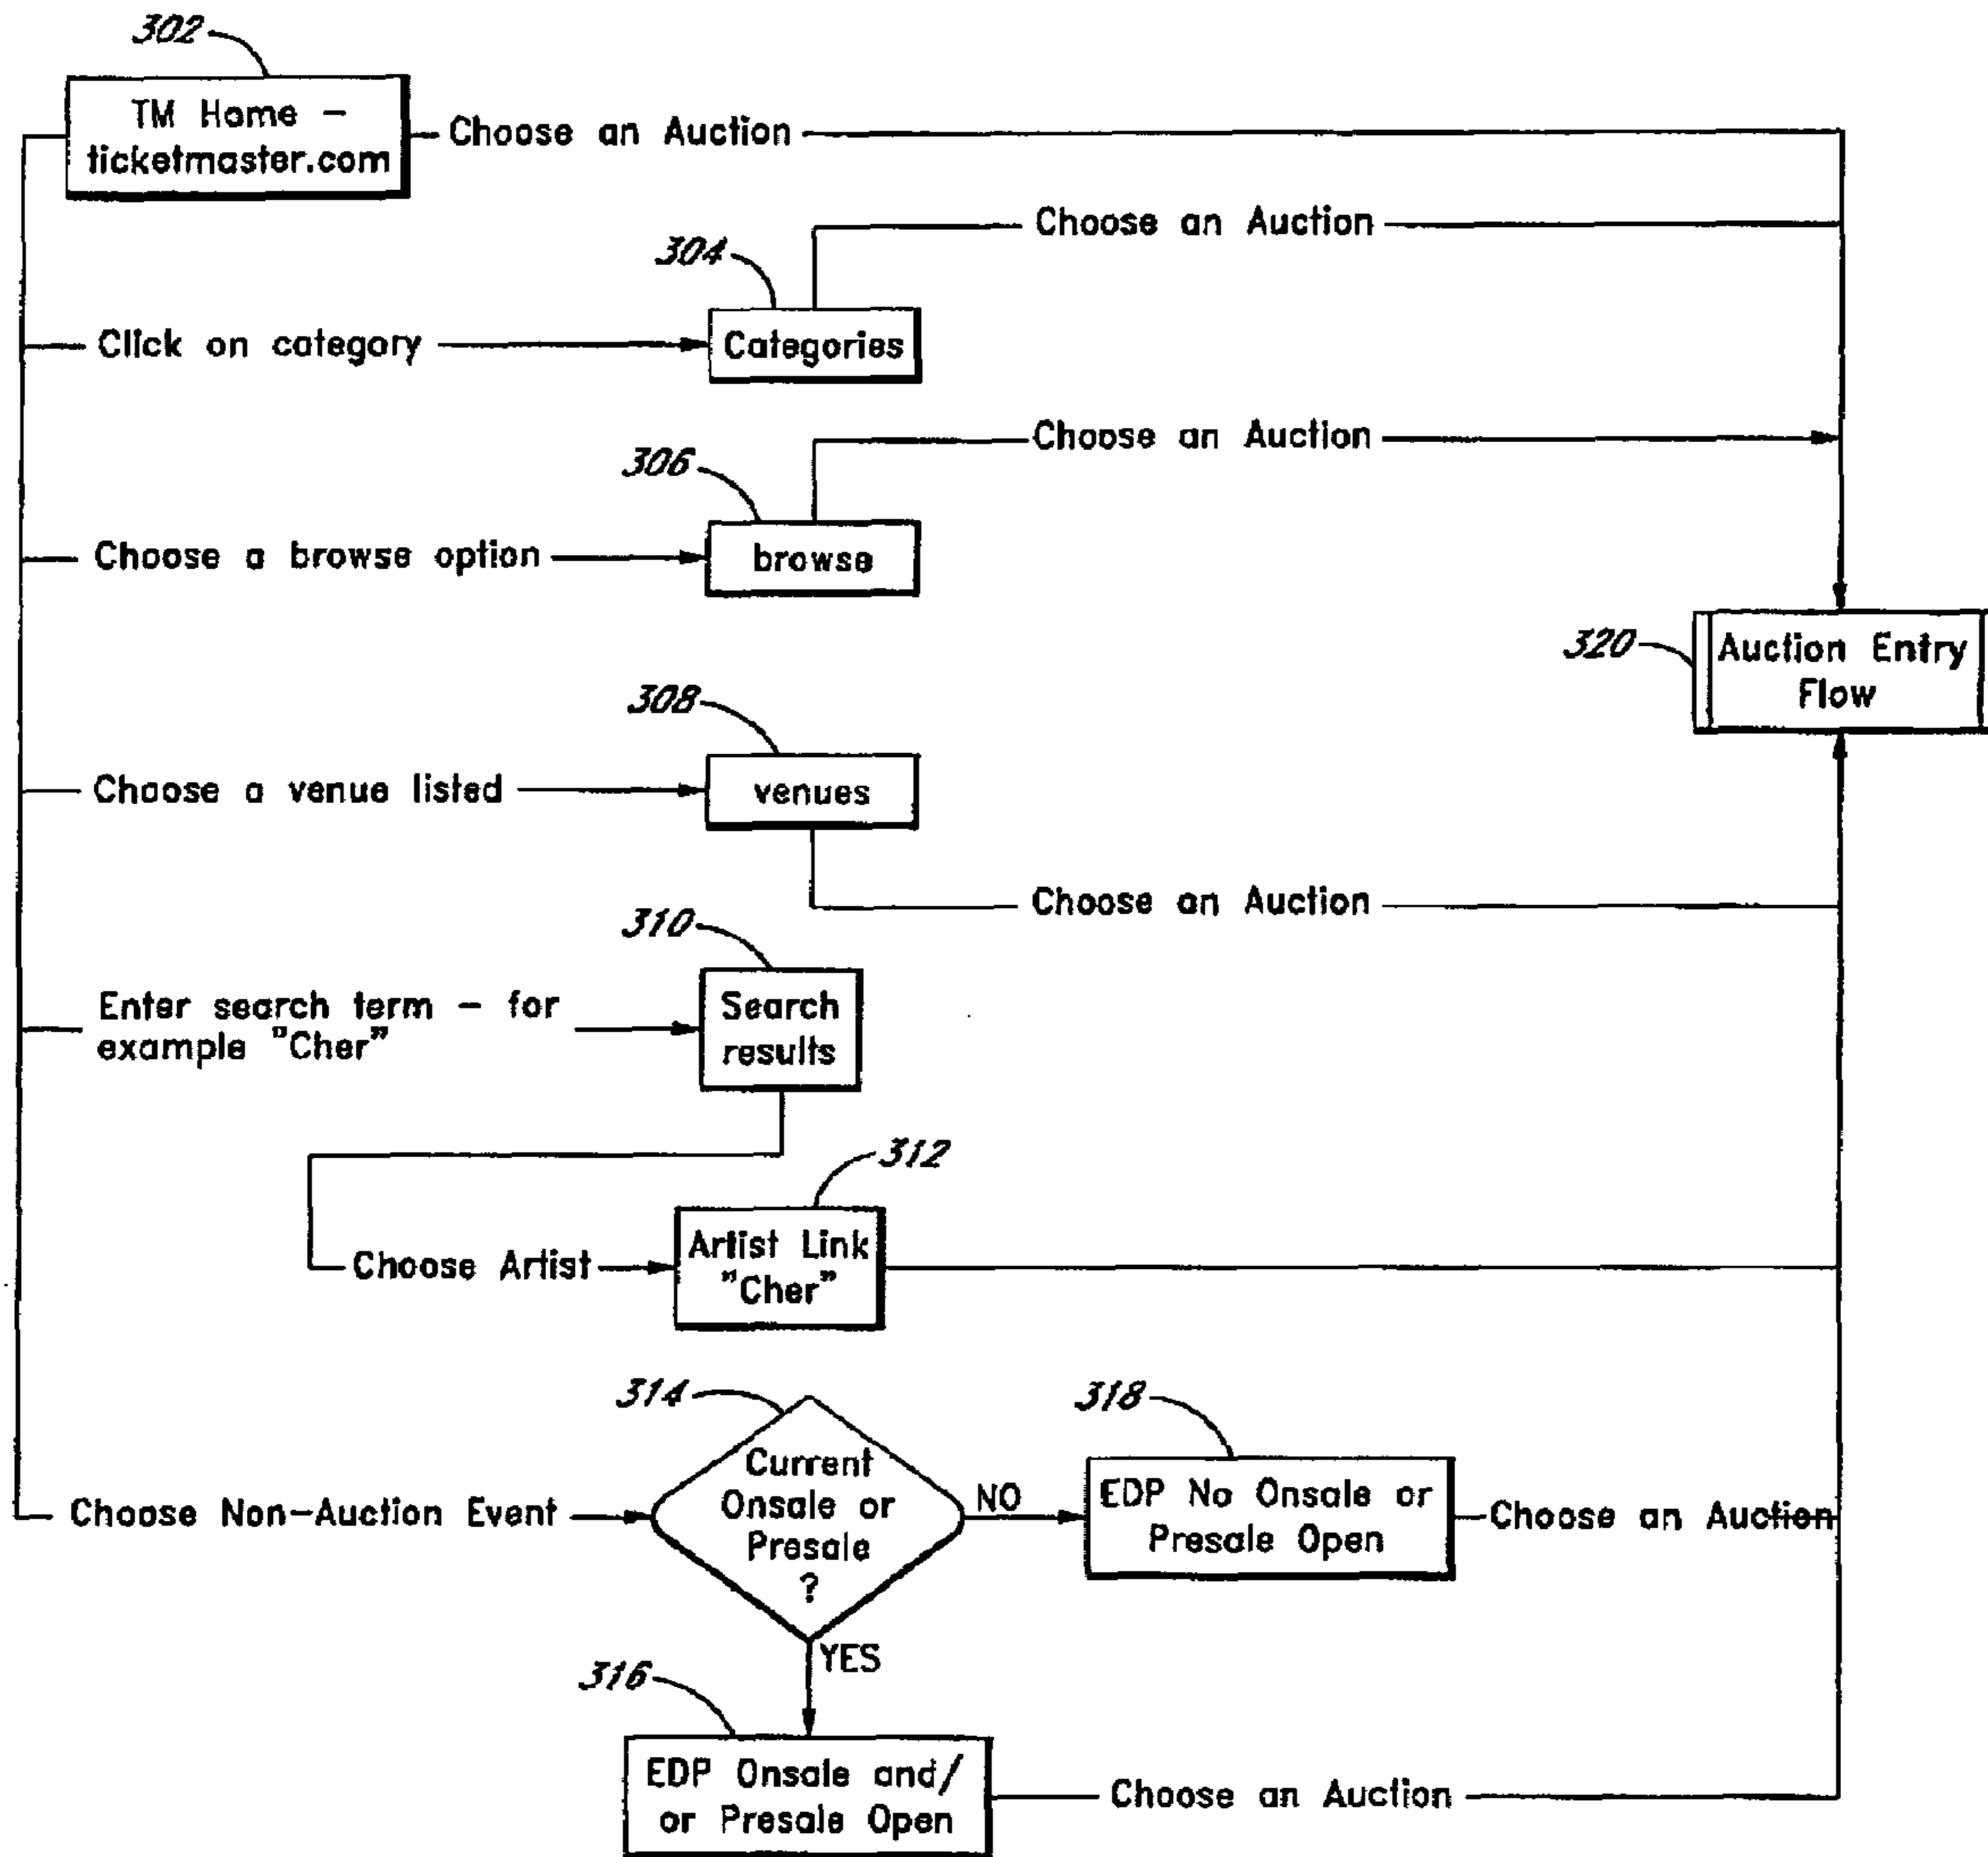 302
TM Home –
ticketmaster.com
Choose an Auction
Choose an Auction
304
Click on category
Categories
Choose an Auction
306
Choose a browse option
browse
320
Auction Entry
Flow
308
Choose a venue listed
venues
Choose an Auction
310
Enter search term – for
example "Cher"
Search
results
312
Choose Artist
Artist Link
"Cher"
314
318
Choose Non-Auction Event
Current
Onsale or
Presale
?
NO
EDP No Onsale or
Presale Open
Choose an Auction
YES
316
EDP Onsale and/
or Presale Open
Choose an Auction